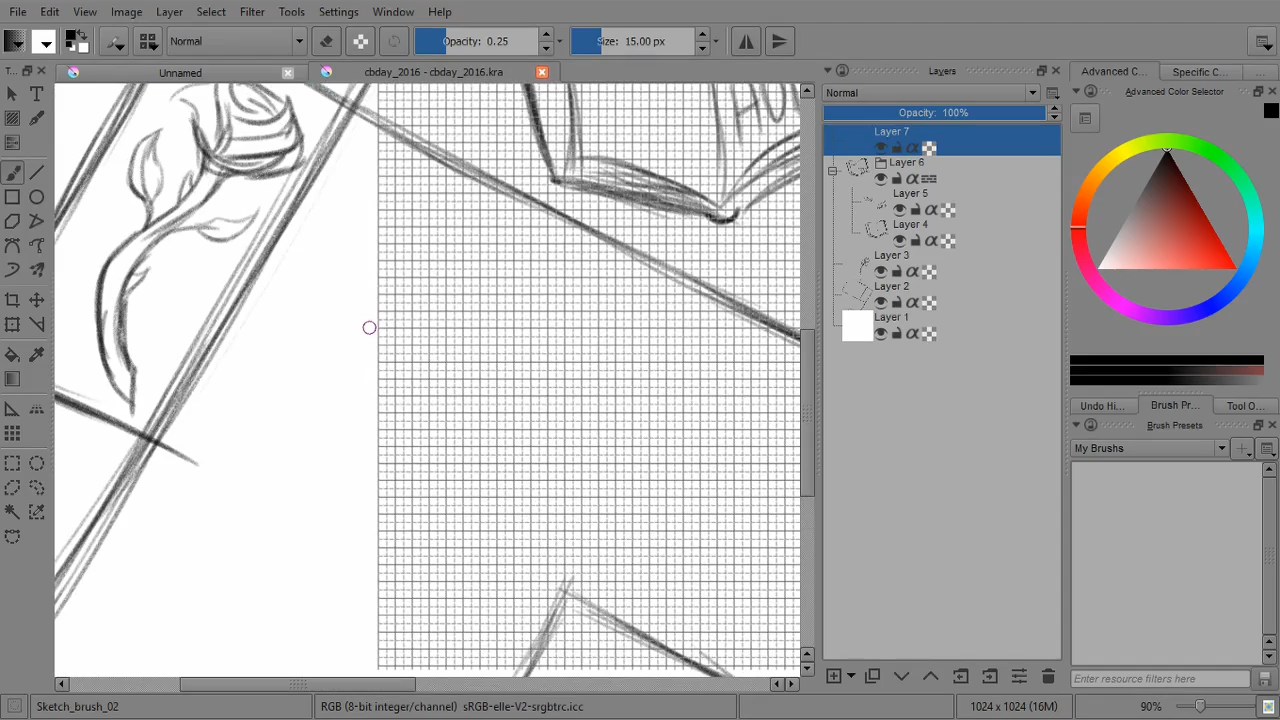 File Edit View Image Layer Select Filter Tools Settings Window Help
Normal Opacity: 0.25 Size: 15.00 px
T...
Unnamed cbday_2016 - cbday_2016.kra
Layers
Normal
Opacity: 100%
Layer 7
Layer 6
Layer 5
Layer 4
Layer 3
Layer 2
Layer 1
Advanced C... Specific C... ...
Advanced Color Selector
Undo Hi... Brush Pr... Tool O...
Brush Presets
My Brushes
Enter resource filters here
Sketch_brush_02 RGB (8-bit integer/channel) sRGB-elle-V2-srgbtrc.icc 1024 x 1024 (16M) 90%